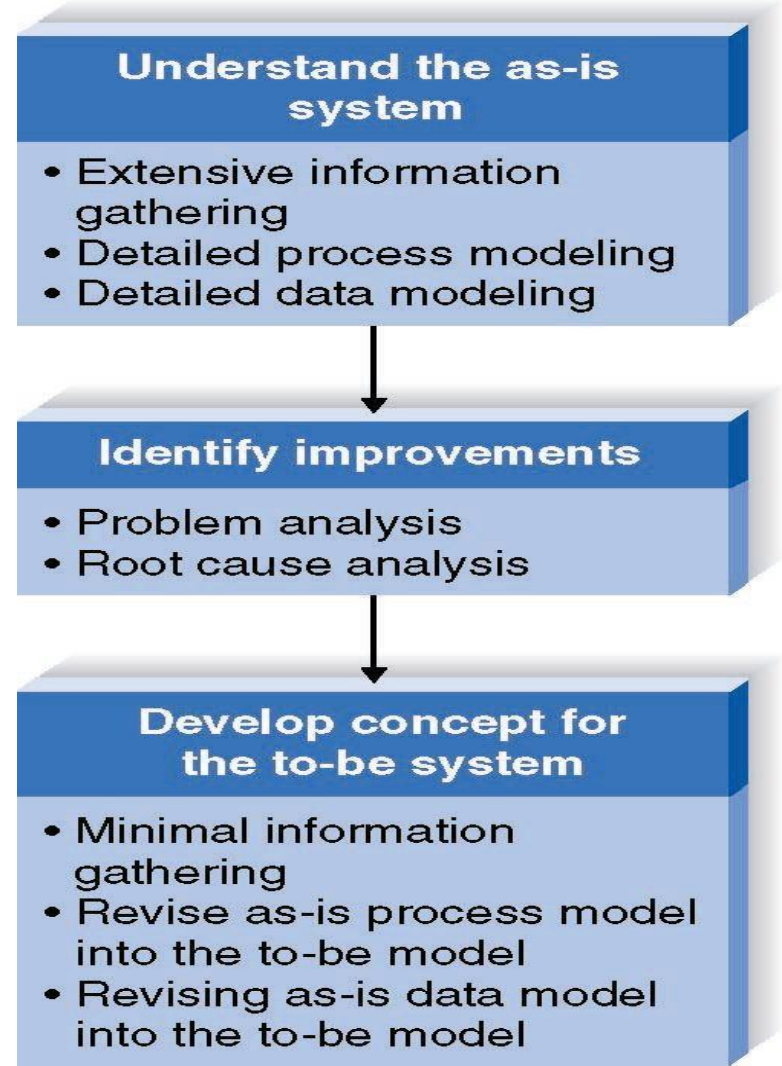 Understand the as-is
system
• Extensive information
gathering
• Detailed process modeling
• Detailed data modeling
Identify improvements
• Problem analysis
• Root cause analysis
Develop concept for
the to-be system
• Minimal information
gathering
• Revise as-is process model
into the to-be model
• Revising as-is data model
into the to-be model